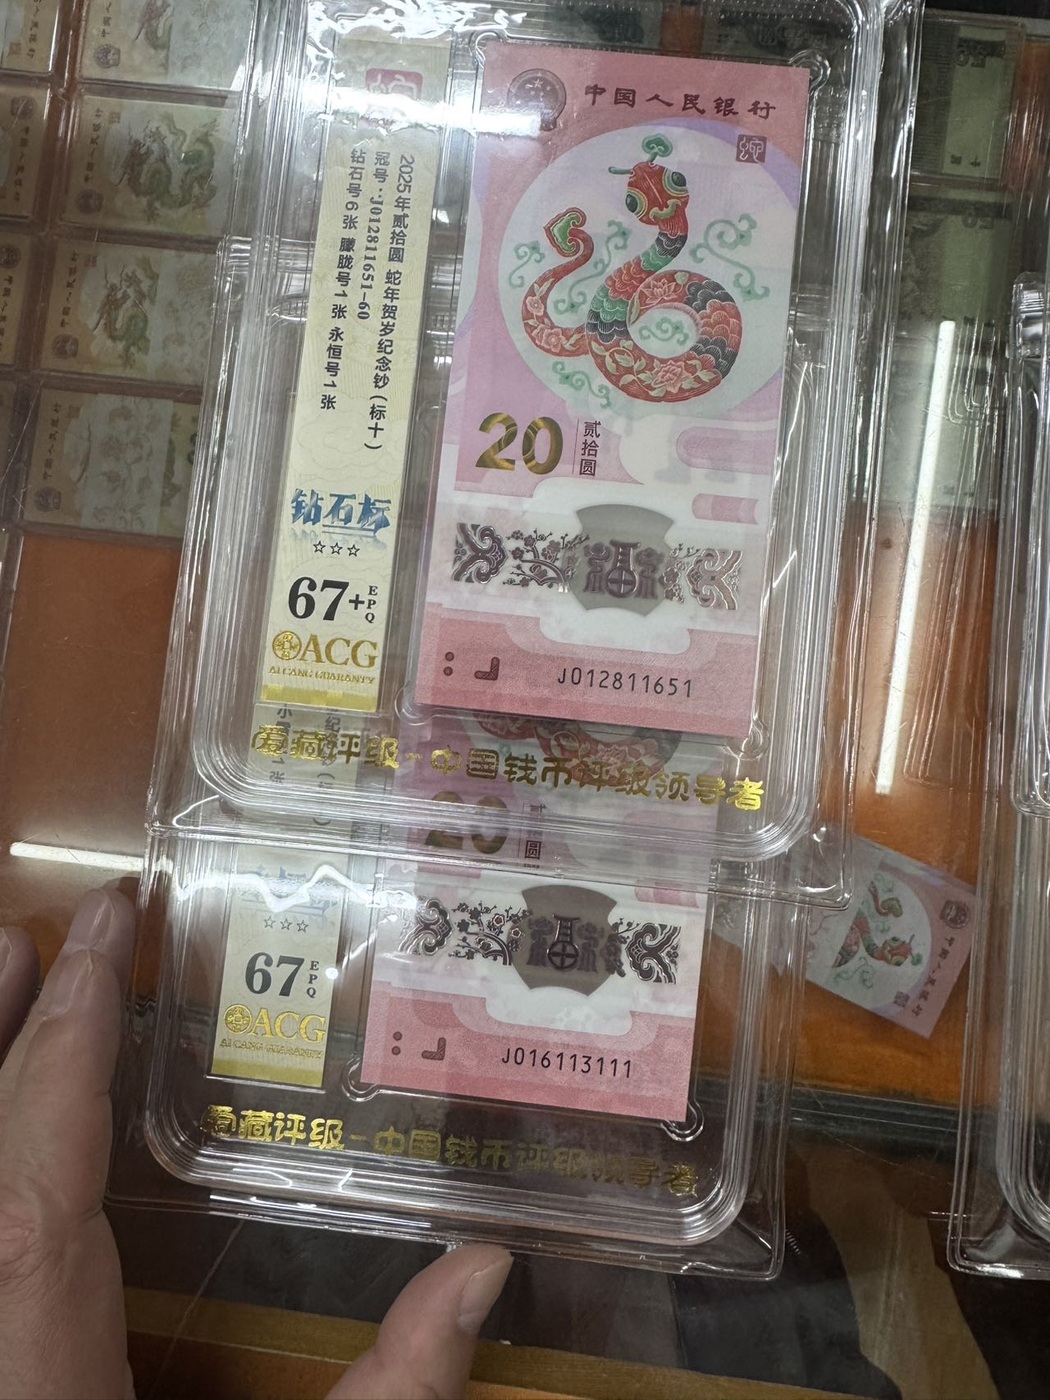 中国人民银行
20
贰拾圆
J012811651
2025年贰拾圆 蛇年贺岁纪念钞（标十）
冠号·J012811651-60
钻石号6张 朦胧号1张 永恒号1张
钻石标
☆☆☆
67+
EPQ
ACG
AI CANG GUARANTY
爱藏评级-中国钱币评级领导者
20
圆
☆☆☆
67
EPQ
ACG
AI CANG GUARANTY
J016113111
爱藏评级-中国钱币评级领导者